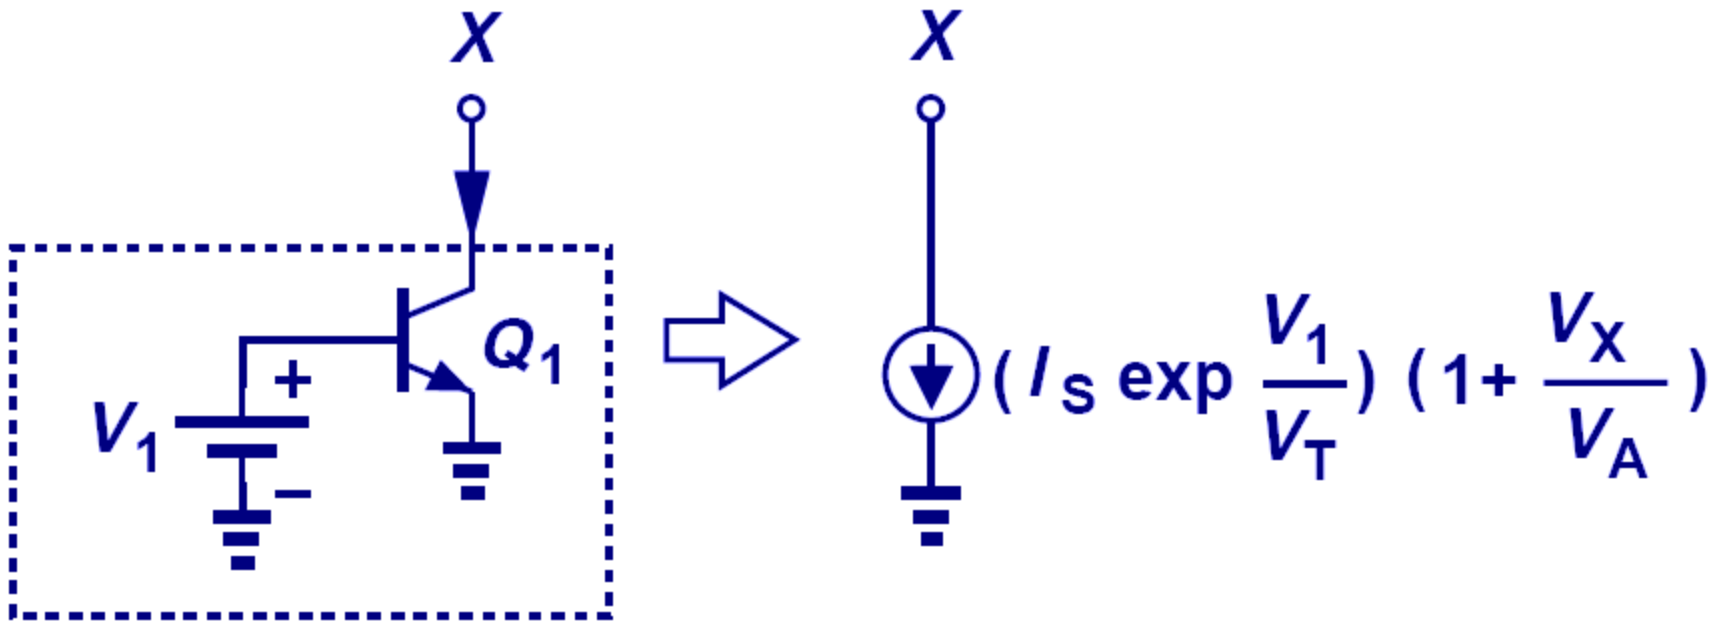 X
X
Q1
V1
+
−
( IS exp V1/VT ) ( 1+ VX/VA )